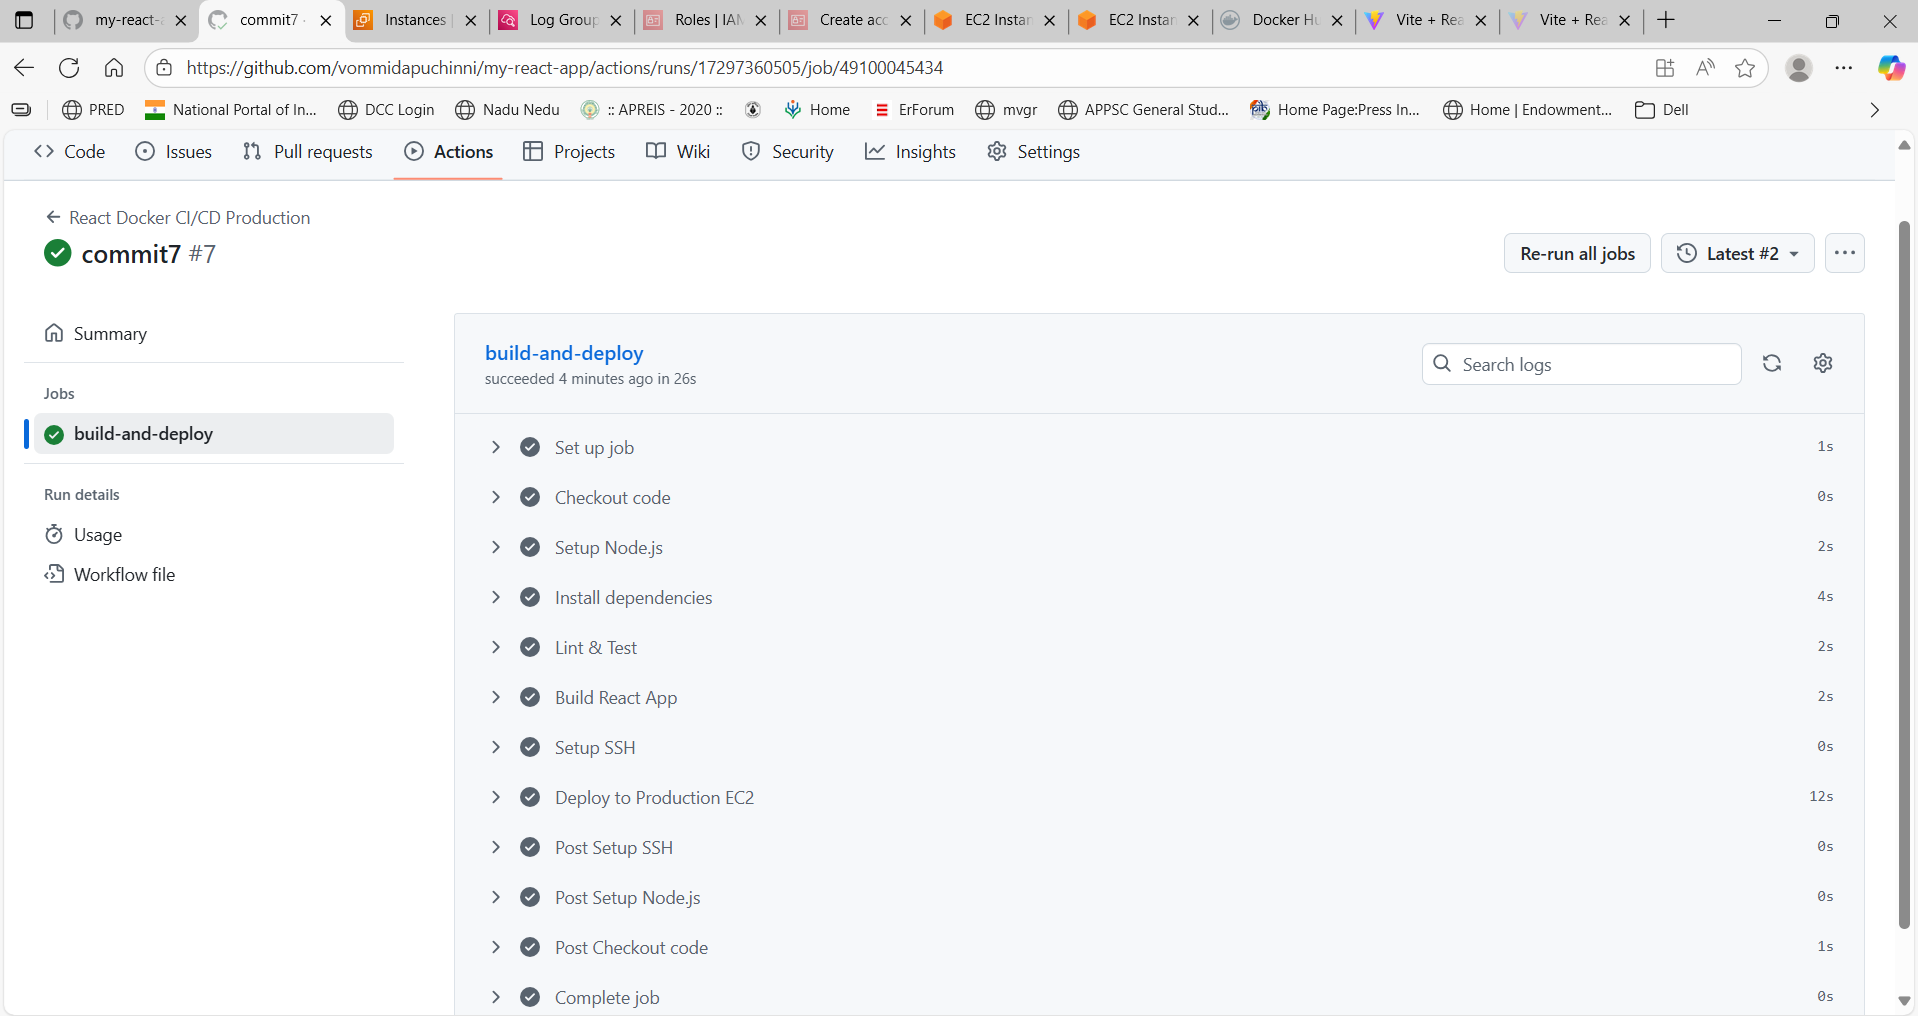 my-react-a
commit7 ·
Instances |
Log Group
Roles | IAM
Create acc
EC2 Instan
EC2 Instan
Docker Hu
Vite + Rea
Vite + Rea
https://github.com/vommidapuchinni/my-react-app/actions/runs/17297360505/job/49100045434
PRED
National Portal of In...
DCC Login
Nadu Nedu
:: APREIS - 2020 ::
Home
ErForum
mvgr
APPSC General Stud...
Home Page:Press In...
Home | Endowment...
Dell
Code
Issues
Pull requests
Actions
Projects
Wiki
Security
Insights
Settings
React Docker CI/CD Production
commit7 #7
Re-run all jobs
Latest #2
Summary
Jobs
build-and-deploy
Run details
Usage
Workflow file
build-and-deploy
succeeded 4 minutes ago in 26s
Search logs
Set up job 1s
Checkout code 0s
Setup Node.js 2s
Install dependencies 4s
Lint & Test 2s
Build React App 2s
Setup SSH 0s
Deploy to Production EC2 12s
Post Setup SSH 0s
Post Setup Node.js 0s
Post Checkout code 1s
Complete job 0s